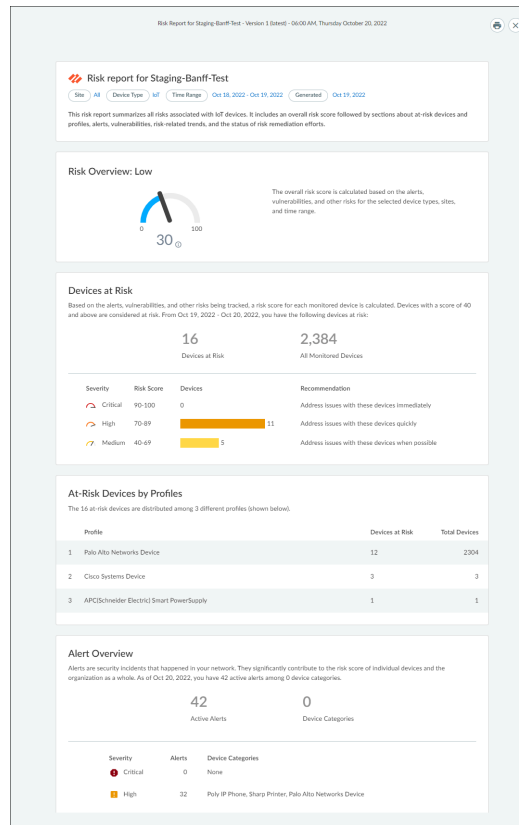 Risk Report for Staging-Banff-Test - Version 1 (latest) - 06:00 AM, Thursday October 20, 2022
Risk report for Staging-Banff-Test
Site All Device Type IoT Time Range Oct 18, 2022 - Oct 19, 2022 Generated Oct 19, 2022
This risk report summarizes all risks associated with IoT devices. It includes an overall risk score followed by sections about at-risk devices and
profiles, alerts, vulnerabilities, risk-related trends, and the status of risk remediation efforts.
Risk Overview: Low
The overall risk score is calculated based on the alerts,
vulnerabilities, and other risks for the selected device types, sites,
and time range.
0 100
30
Devices at Risk
Based on the alerts, vulnerabilities, and other risks being tracked, a risk score for each monitored device is calculated. Devices with a score of 40
and above are considered at risk. From Oct 19, 2022 - Oct 20, 2022, you have the following devices at risk:
16 2,384
Devices at Risk All Monitored Devices
Severity Risk Score Devices Recommendation
Critical 90-100 0 Address issues with these devices immediately
High 70-89 11 Address issues with these devices quickly
Medium 40-69 5 Address issues with these devices when possible
At-Risk Devices by Profiles
The 16 at-risk devices are distributed among 3 different profiles (shown below).
Profile Devices at Risk Total Devices
1 Palo Alto Networks Device 12 2304
2 Cisco Systems Device 3 3
3 APC(Schneider Electric) Smart PowerSupply 1 1
Alert Overview
Alerts are security incidents that happened in your network. They significantly contribute to the risk score of individual devices and the
organization as a whole. As of Oct 20, 2022, you have 42 active alerts among 0 device categories.
42 0
Active Alerts Device Categories
Severity Alerts Device Categories
Critical 0 None
High 32 Poly IP Phone, Sharp Printer, Palo Alto Networks Device